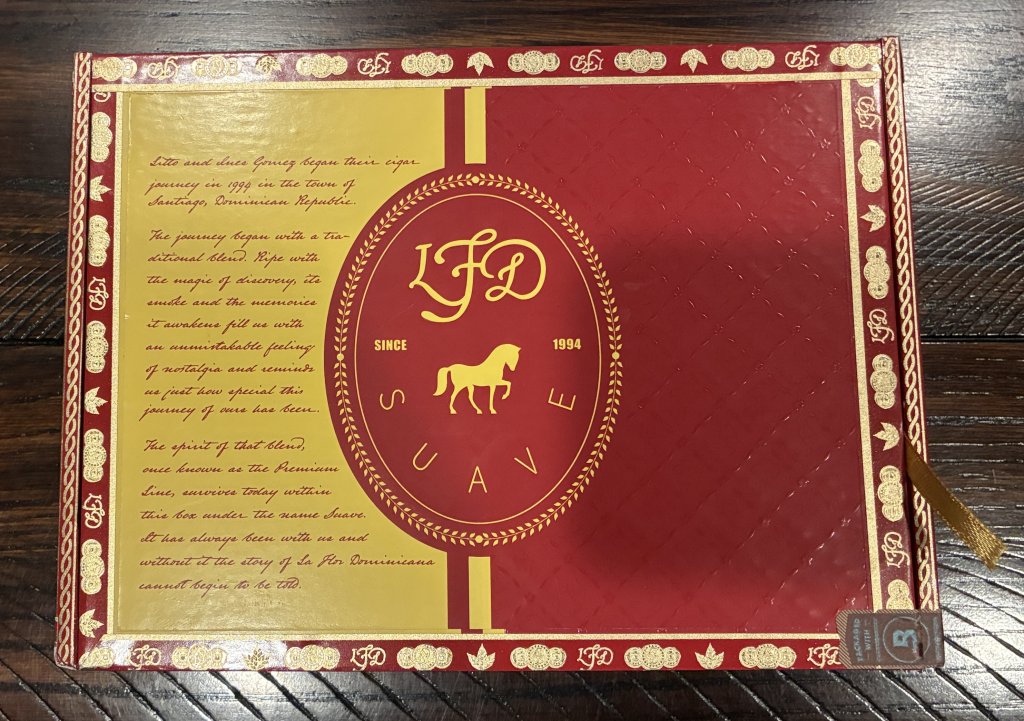 Litto and Ines Gomez began their cigar
journey in 1994 in the town of
Santiago, Dominican Republic.
The journey began with a tra-
ditional blend. Ripe with
the magic of discovery, its
smoke and the memories
it awakens fill us with
an unmistakable feeling
of nostalgia and reminds
us just how special this
journey of ours has been.
The spirit of that blend,
once known as the Premium
Line, survives today within
this box under the name Suave.
It has always been with us and
without it the story of La Flor Dominicana
cannot begin to be told.
LFD
SINCE 1994
SUAVE
PACKAGED
WITH
B